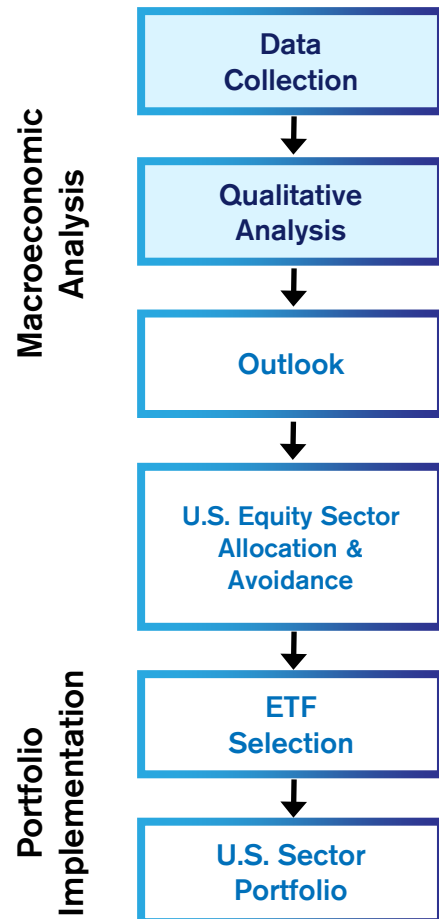 Macroeconomic
Analysis
Data
Collection
Qualitative
Analysis
Outlook
U.S. Equity Sector
Allocation &
Avoidance
Portfolio
Implementation
ETF
Selection
U.S. Sector
Portfolio